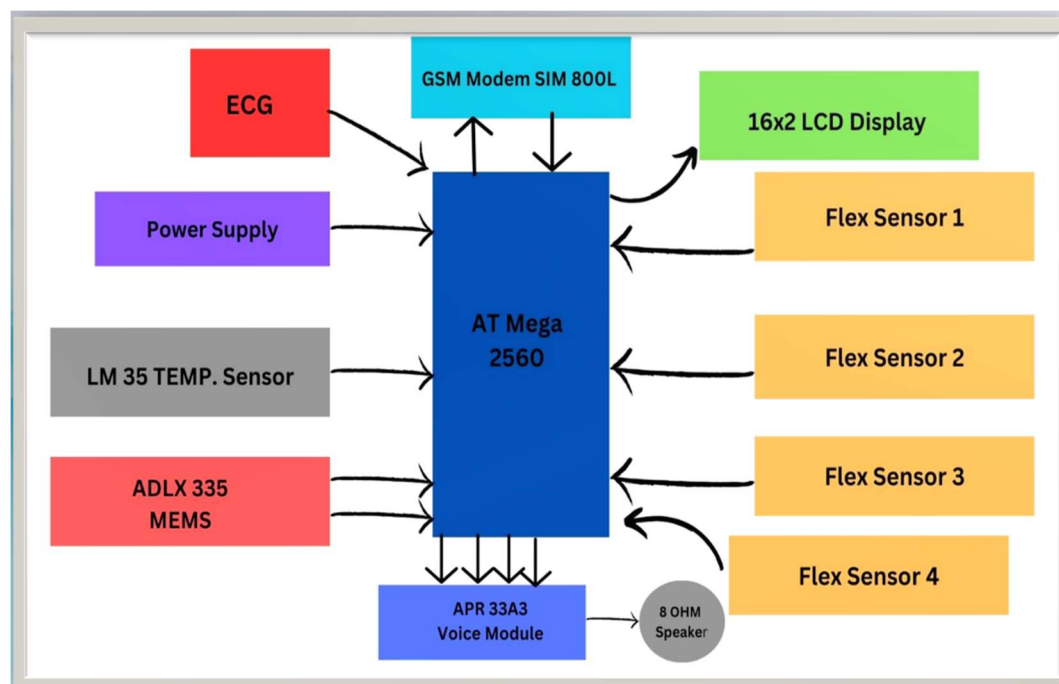 ECG
GSM Modem SIM 800L
16x2 LCD Display
Power Supply
Flex Sensor 1
AT Mega
2560
LM 35 TEMP. Sensor
Flex Sensor 2
ADLX 335
MEMS
Flex Sensor 3
Flex Sensor 4
APR 33A3
Voice Module
8 OHM
Speaker